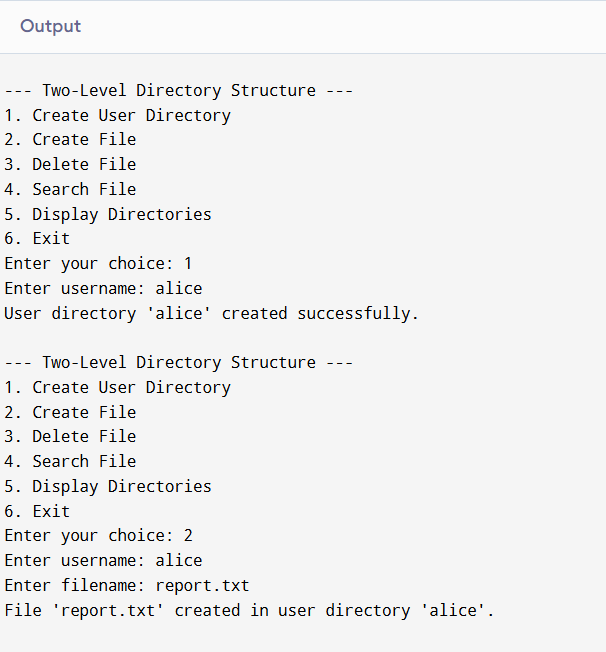 Output
--- Two-Level Directory Structure ---
1. Create User Directory
2. Create File
3. Delete File
4. Search File
5. Display Directories
6. Exit
Enter your choice: 1
Enter username: alice
User directory 'alice' created successfully.
--- Two-Level Directory Structure ---
1. Create User Directory
2. Create File
3. Delete File
4. Search File
5. Display Directories
6. Exit
Enter your choice: 2
Enter username: alice
Enter filename: report.txt
File 'report.txt' created in user directory 'alice'.